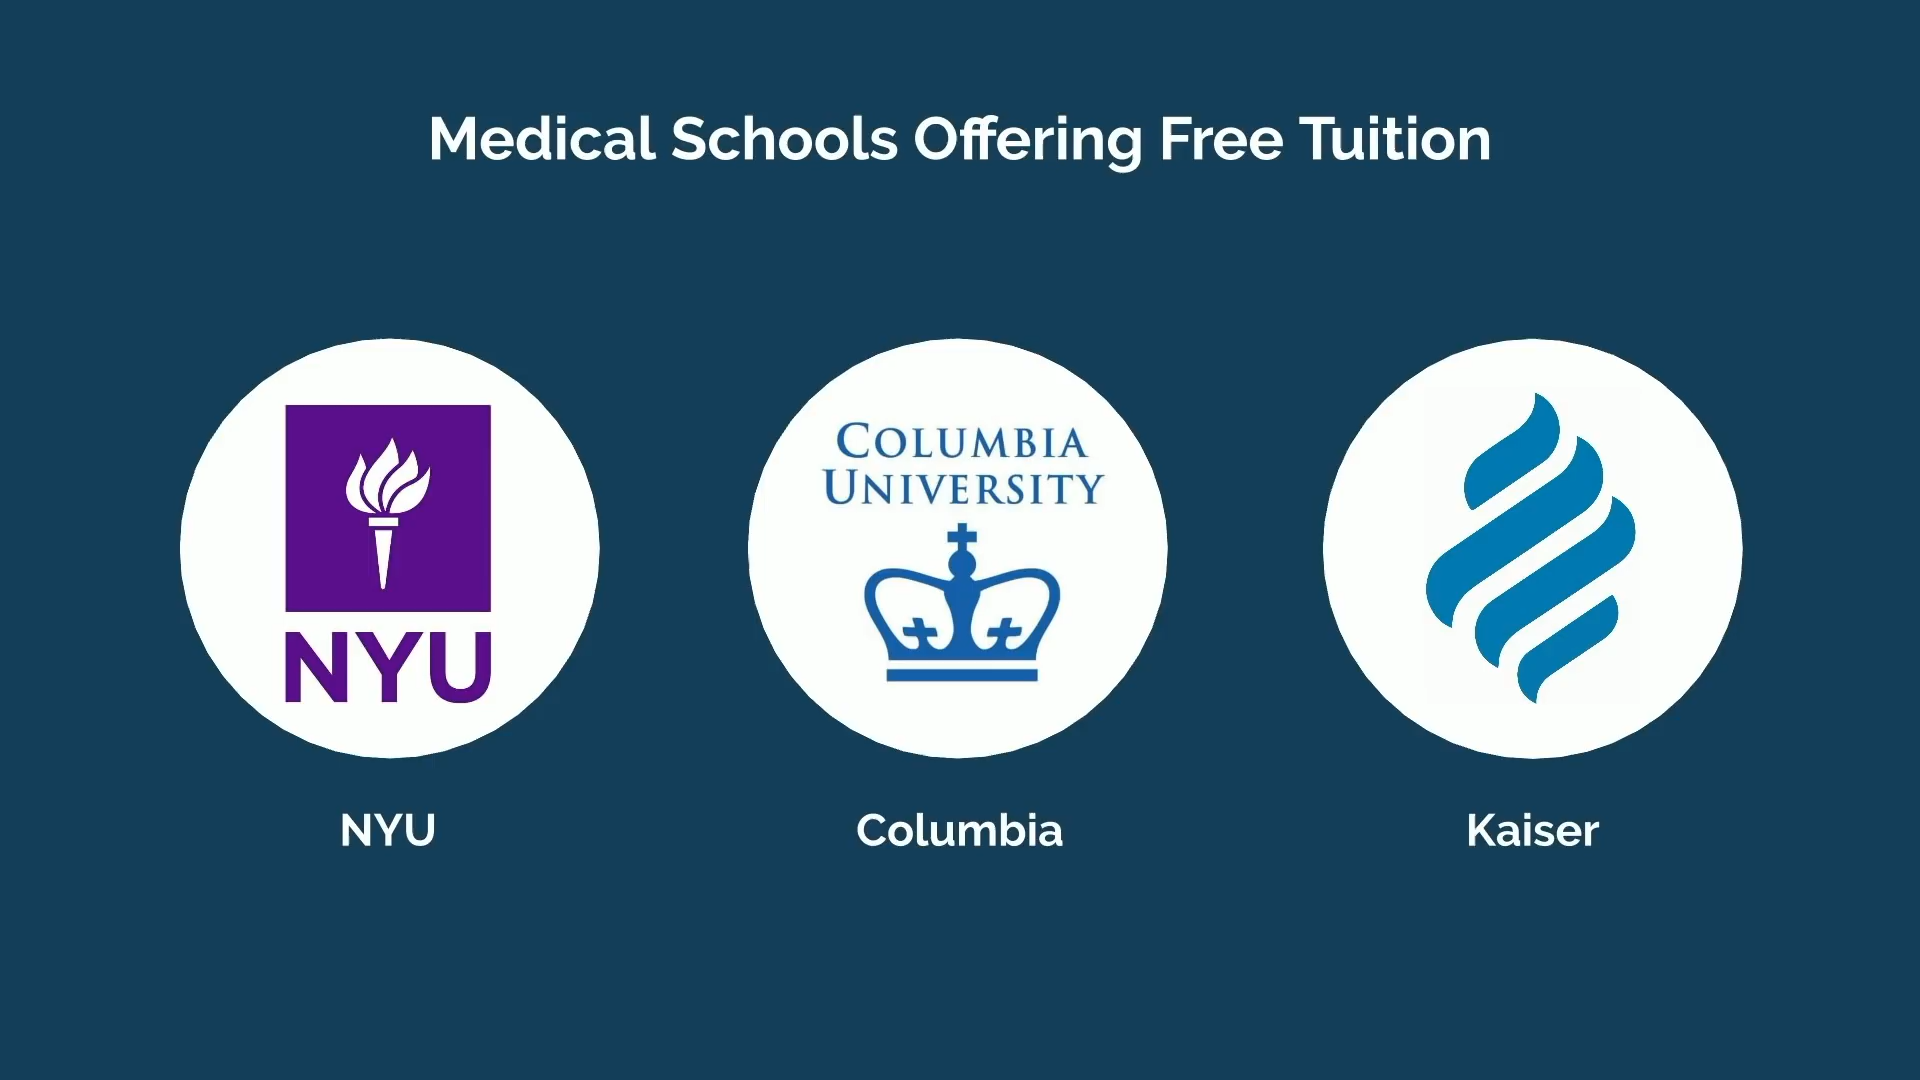 Medical Schools Offering Free Tuition
COLUMBIA
UNIVERSITY
NYU
NYU
Columbia
Kaiser